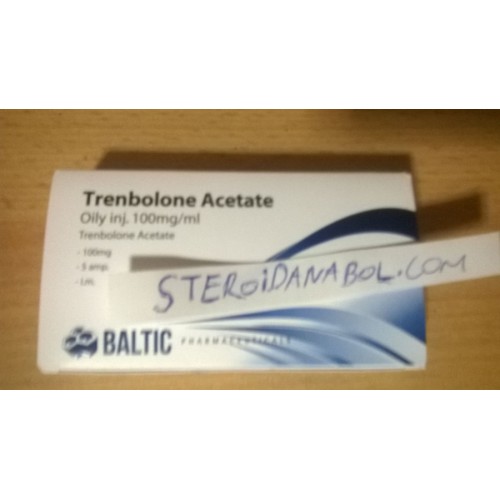 Trenbolone Acetate
Oily inj. 100mg/ml
Trenbolone Acetate
- 100mg
- 5 amp.
- i.m.
STEROiDANABOL.COM
BALTIC PHARMACEUTICALS